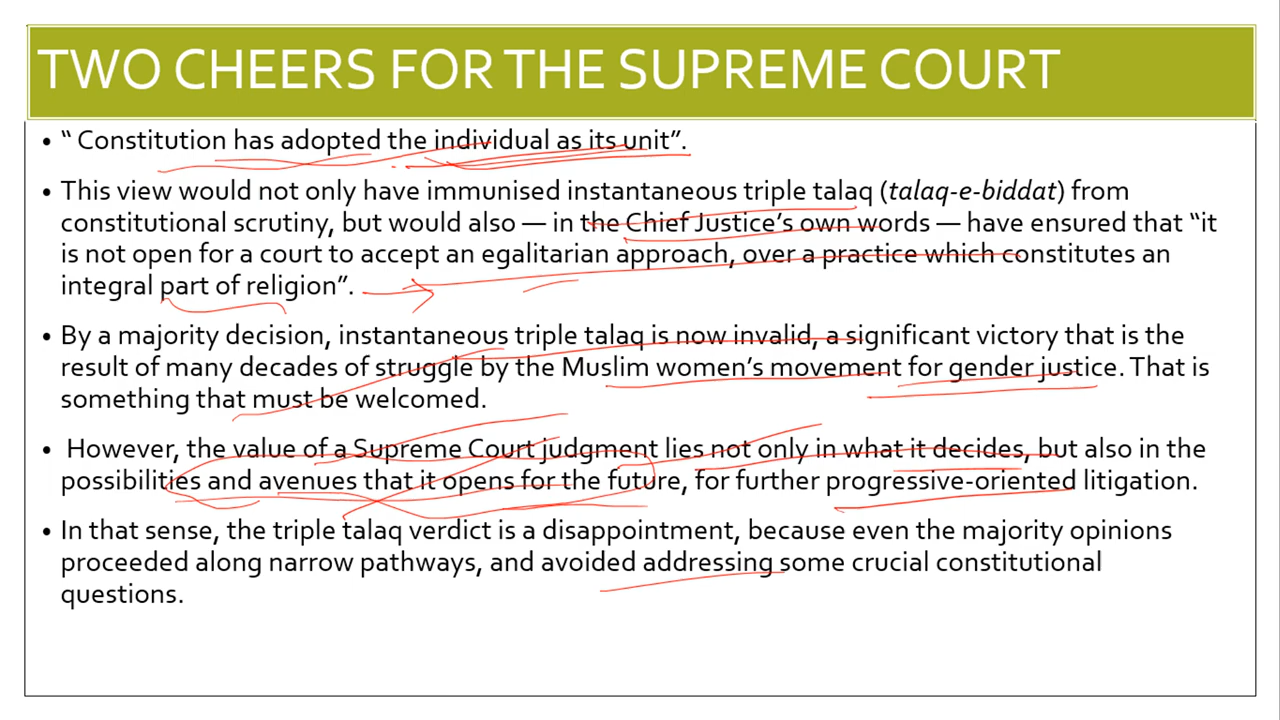 TWO CHEERS FOR THE SUPREME COURT
• “ Constitution has adopted the individual as its unit”.
• This view would not only have immunised instantaneous triple talaq (talaq-e-biddat) from
constitutional scrutiny, but would also — in the Chief Justice’s own words — have ensured that “it
is not open for a court to accept an egalitarian approach, over a practice which constitutes an
integral part of religion”.
• By a majority decision, instantaneous triple talaq is now invalid, a significant victory that is the
result of many decades of struggle by the Muslim women’s movement for gender justice. That is
something that must be welcomed.
• However, the value of a Supreme Court judgment lies not only in what it decides, but also in the
possibilities and avenues that it opens for the future, for further progressive-oriented litigation.
• In that sense, the triple talaq verdict is a disappointment, because even the majority opinions
proceeded along narrow pathways, and avoided addressing some crucial constitutional
questions.